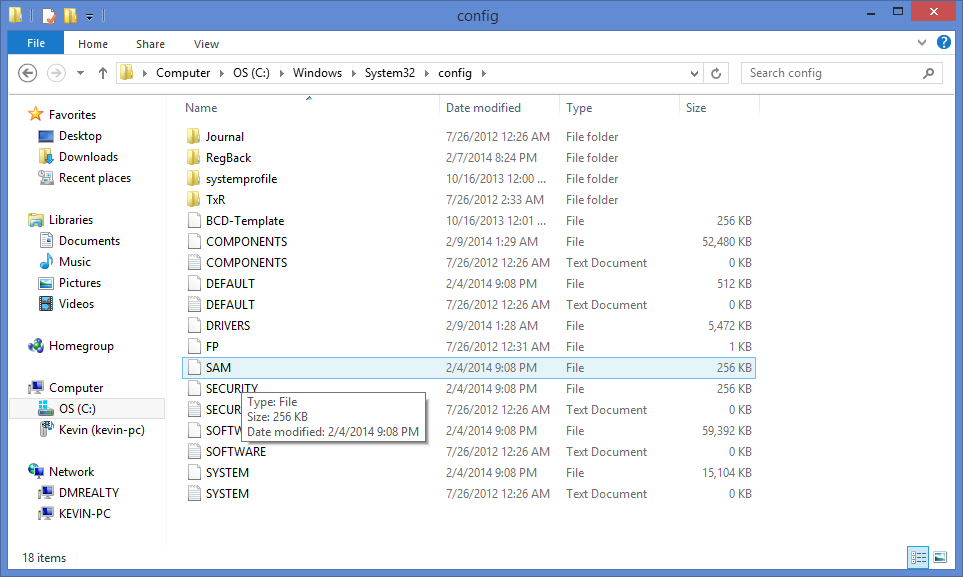 config
File Home Share View
Computer OS (C:) Windows System32 config Search config
Name Date modified Type Size
Favorites
Desktop
Downloads
Recent places
Libraries
Documents
Music
Pictures
Videos
Homegroup
Computer
OS (C:)
Kevin (kevin-pc)
Network
DMREALTY
KEVIN-PC
Journal 7/26/2012 12:26 AM File folder
RegBack 2/7/2014 8:24 PM File folder
systemprofile 10/16/2013 12:00 ... File folder
TxR 7/26/2012 2:33 AM File folder
BCD-Template 10/16/2013 12:01 ... File 256 KB
COMPONENTS 2/9/2014 1:29 AM File 52,480 KB
COMPONENTS 7/26/2012 12:26 AM Text Document 0 KB
DEFAULT 2/4/2014 9:08 PM File 512 KB
DEFAULT 7/26/2012 12:26 AM Text Document 0 KB
DRIVERS 2/9/2014 1:28 AM File 5,472 KB
FP 7/26/2012 12:31 AM File 1 KB
SAM 2/4/2014 9:08 PM File 256 KB
SECURITY 2/4/2014 9:08 PM File 256 KB
SECUR 7/26/2012 12:26 AM Text Document 0 KB
SOFTW 2/4/2014 9:08 PM File 59,392 KB
SOFTWARE 7/26/2012 12:26 AM Text Document 0 KB
SYSTEM 2/4/2014 9:08 PM File 15,104 KB
SYSTEM 7/26/2012 12:26 AM Text Document 0 KB
Type: File
Size: 256 KB
Date modified: 2/4/2014 9:08 PM
18 items